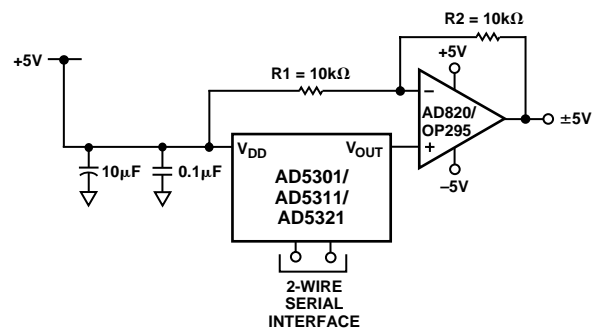 R2 = 10kΩ
+5V
+5V
R1 = 10kΩ
–
AD820/
OP295
±5V
+
–5V
VDD
VOUT
10µF
0.1µF
AD5301/
AD5311/
AD5321
2-WIRE
SERIAL
INTERFACE